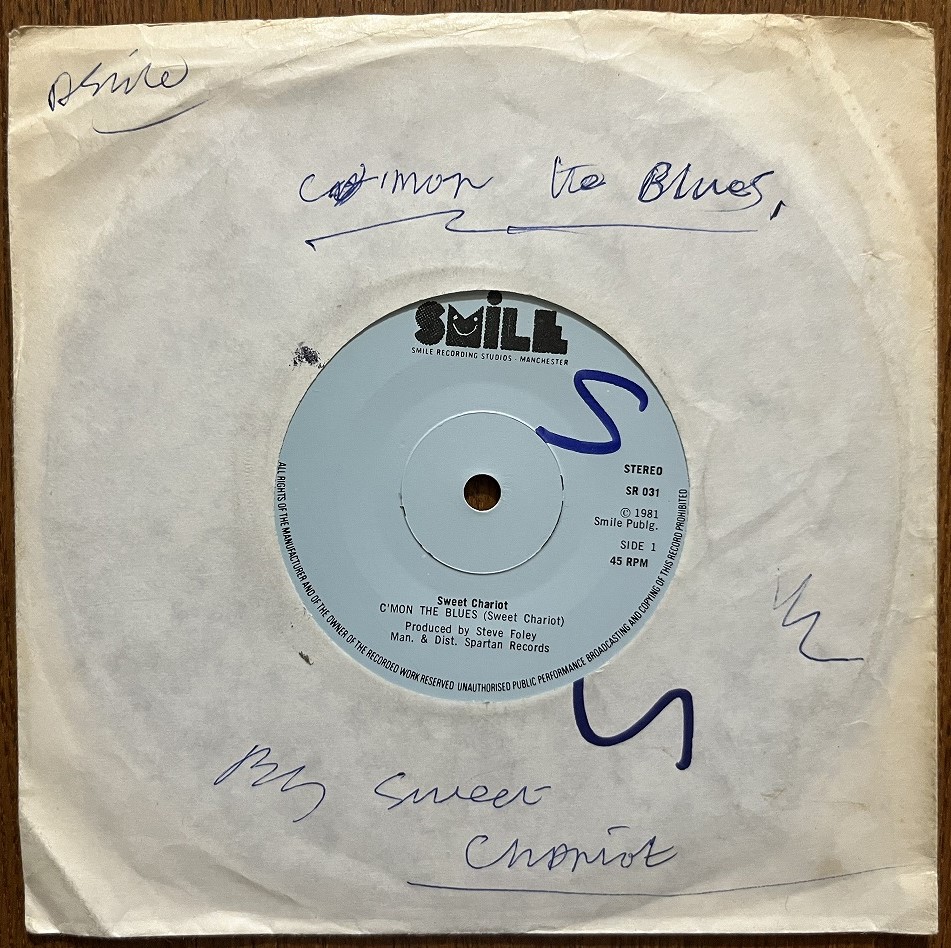 A side
C'mon the Blues,
SMiLE
SMILE RECORDING STUDIOS - MANCHESTER
S
STEREO
SR 031
© 1981
Smile Publg.
SIDE 1
45 RPM
Sweet Chariot
C'MON THE BLUES (Sweet Chariot)
Produced by Steve Foley
Man. & Dist. Spartan Records
ALL RIGHTS OF THE MANUFACTURER AND OF THE OWNER OF THE RECORDED WORK RESERVED UNAUTHORISED PUBLIC PERFORMANCE BROADCASTING AND COPYING OF THIS RECORD PROHIBITED
By Sweet
Chariot